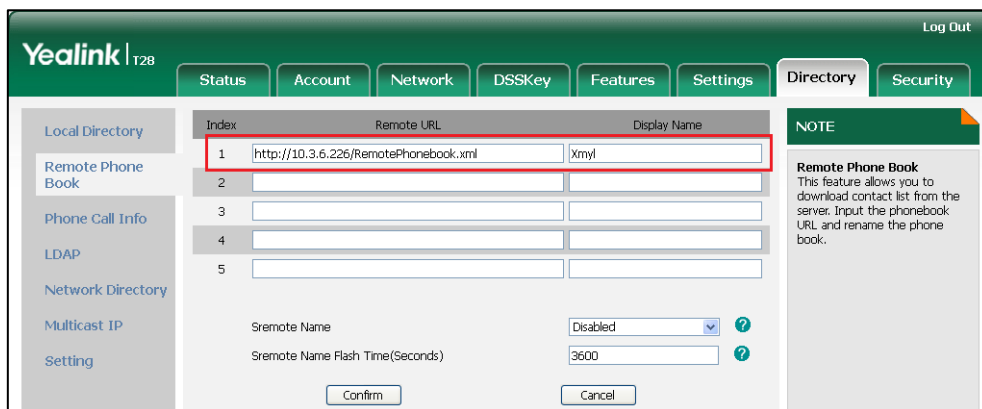 Log Out
Yealink | T28
Status Account Network DSSKey Features Settings Directory Security
Local Directory
Remote Phone
Book
Phone Call Info
LDAP
Network Directory
Multicast IP
Setting
Index Remote URL Display Name
1 http://10.3.6.226/RemotePhonebook.xml Xmyl
2
3
4
5
Sremote Name Disabled ?
Sremote Name Flash Time(Seconds) 3600 ?
Confirm Cancel
NOTE
Remote Phone Book
This feature allows you to
download contact list from the
server. Input the phonebook
URL and rename the phone
book.